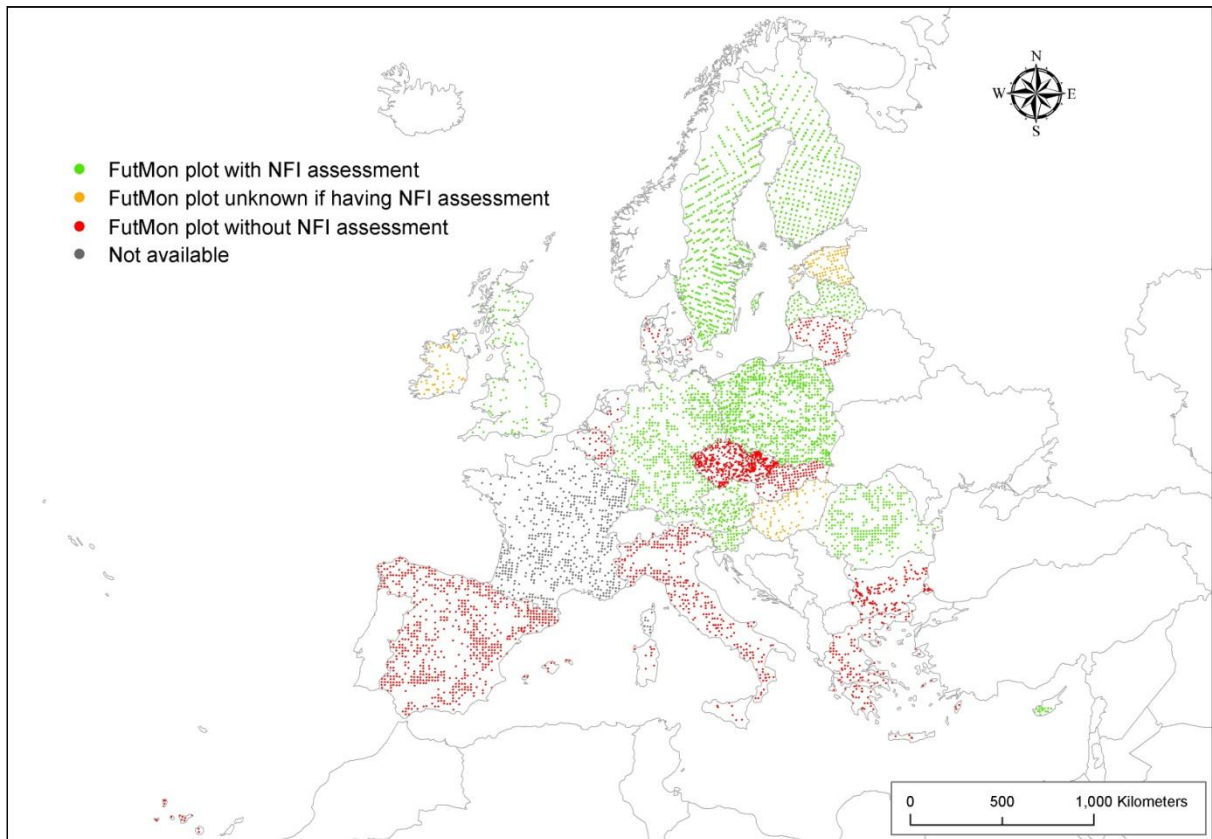 N
W E
S
FutMon plot with NFI assessment
FutMon plot unknown if having NFI assessment
FutMon plot without NFI assessment
Not available
0 500 1,000 Kilometers